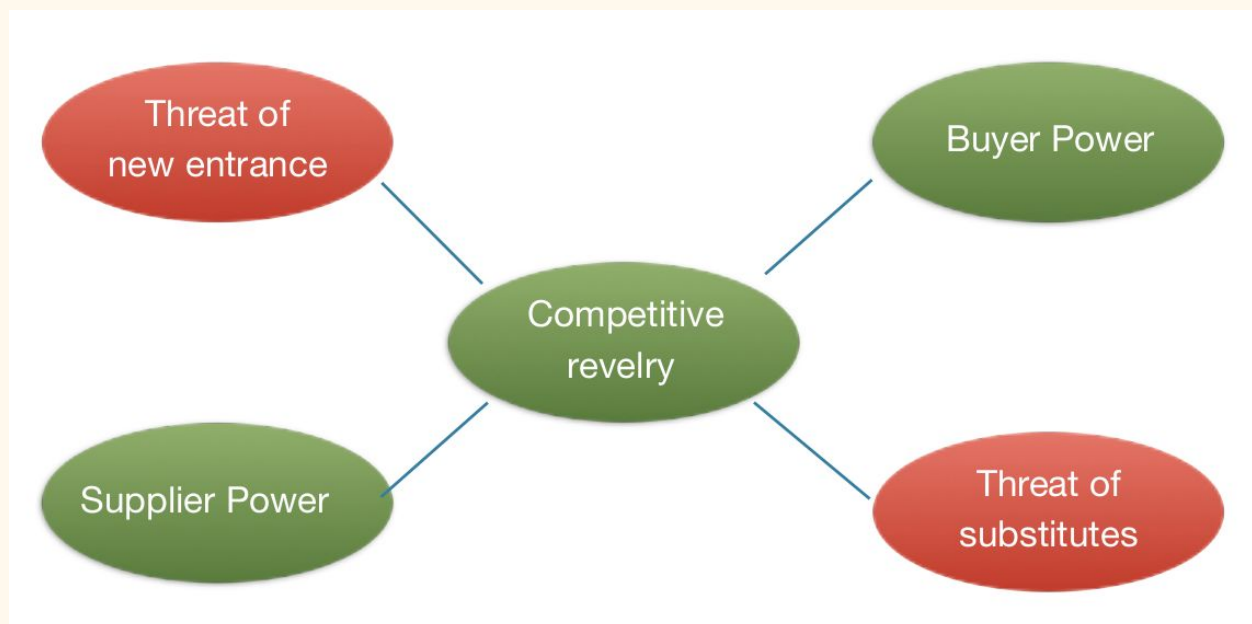 Threat of
new entrance
Buyer Power
Competitive
revelry
Supplier Power
Threat of
substitutes